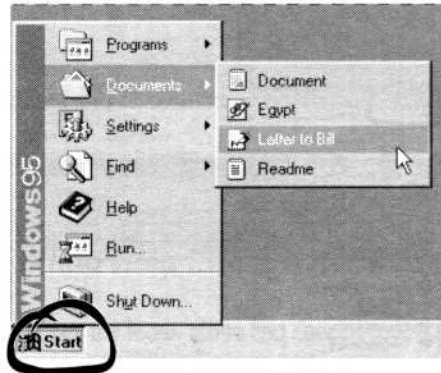 Programs
Documents
Settings
Find
Help
Run...
Shut Down...
Windows95
Start
Document
Egypt
Letter to Bill
Readme